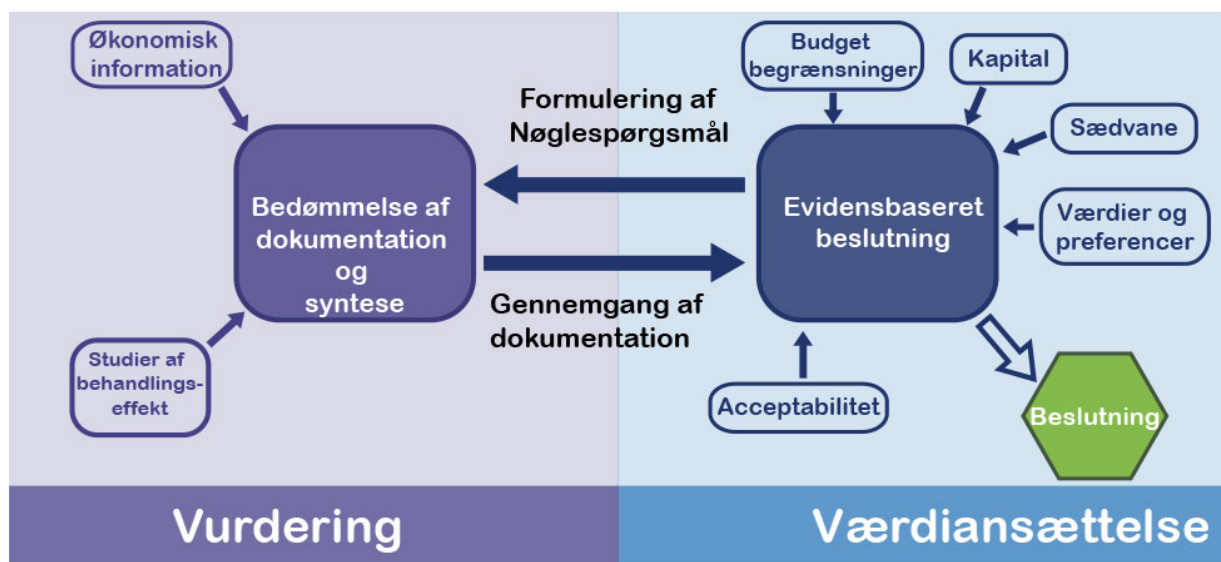 Økonomisk
information
Bedømmelse af
dokumentation
og
syntese
Studier af
behandlings-
effekt
Formulering af
Nøglespørgsmål
Gennemgang af
dokumentation
Budget
begrænsninger
Kapital
Sædvane
Værdier og
preferencer
Evidensbaseret
beslutning
Acceptabilitet
Beslutning
Vurdering
Værdiansættelse